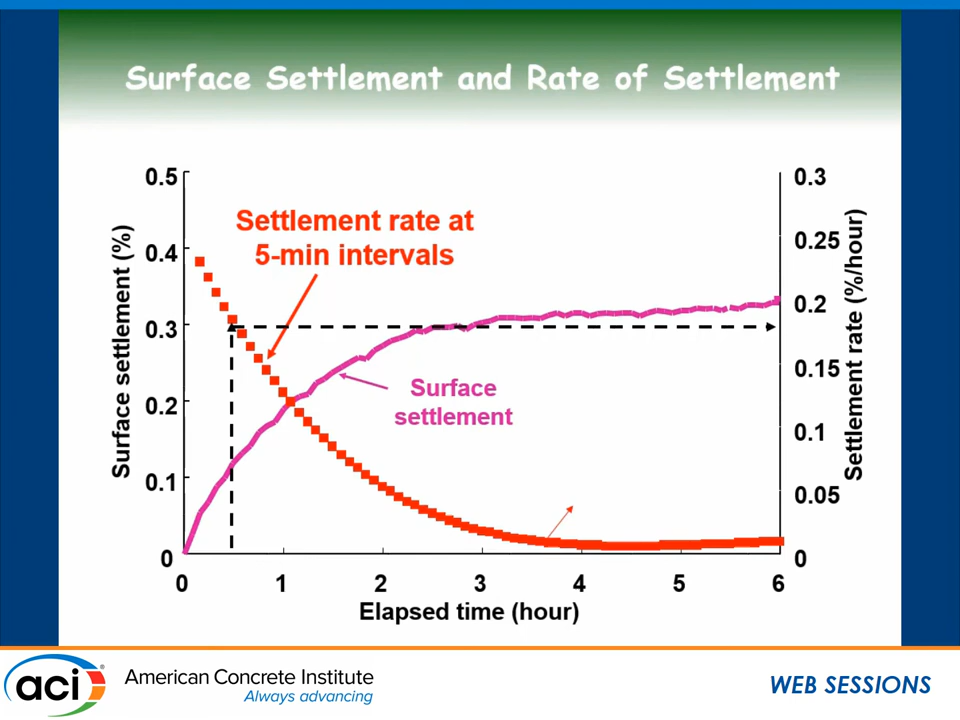 Surface Settlement and Rate of Settlement
0.5
0.4
0.3
0.2
0.1
0
Surface settlement (%)
Settlement rate at
5-min intervals
Surface
settlement
0.3
0.25
0.2
0.15
0.1
0.05
0
Settlement rate (%/hour)
0 1 2 3 4 5 6
Elapsed time (hour)
aci ®
American Concrete Institute
Always advancing
WEB SESSIONS